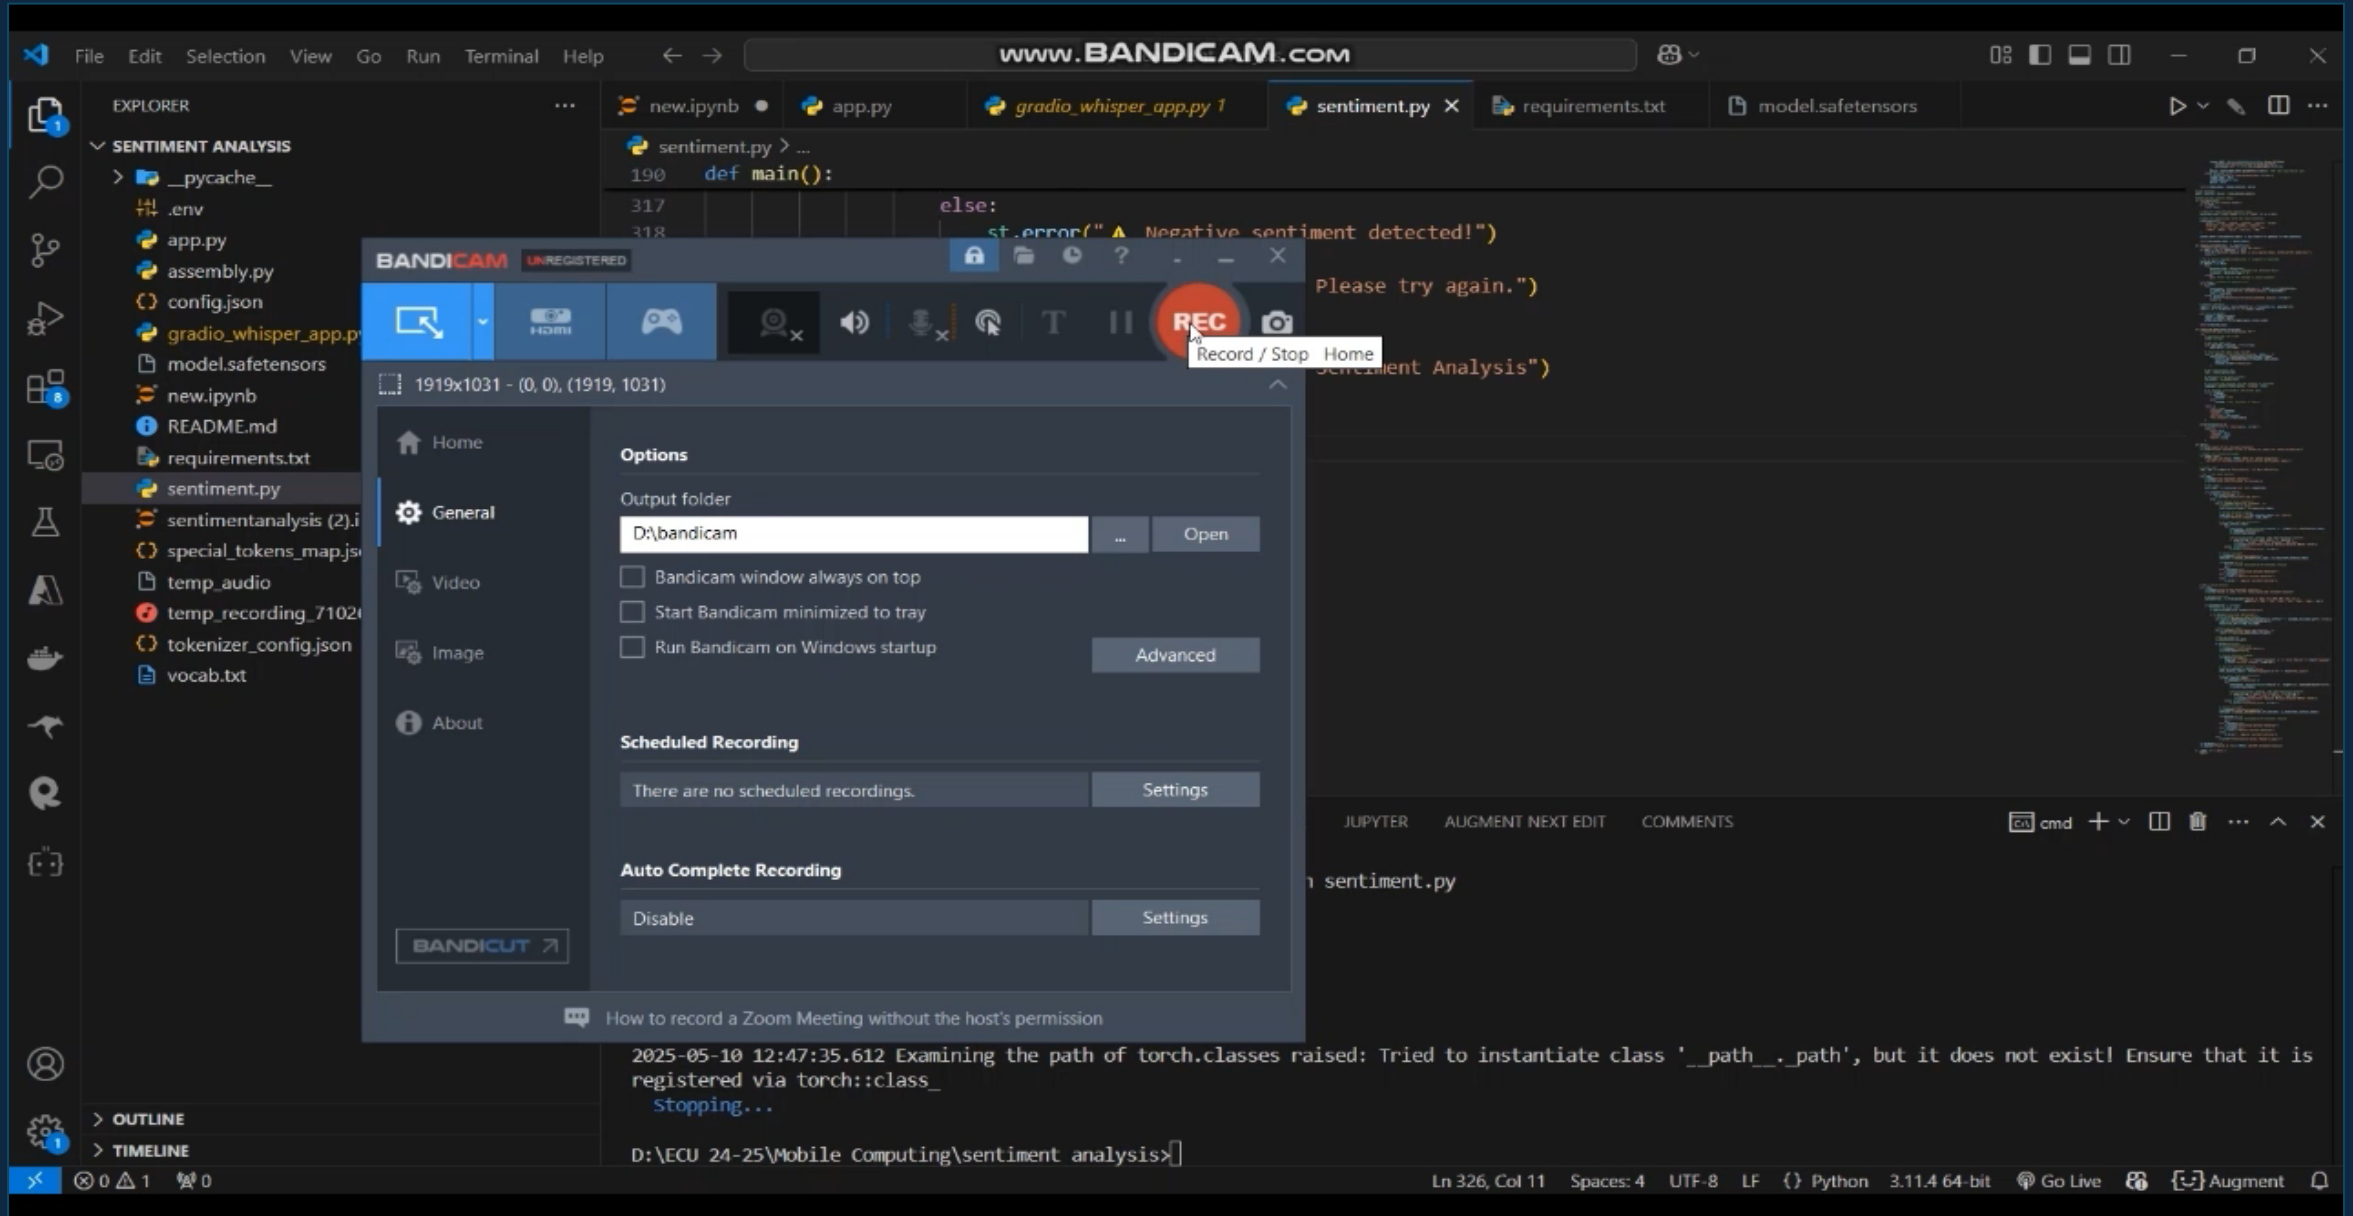 File Edit Selection View Go Run Terminal Help
www.BANDICAM.com
EXPLORER
new.ipynb
app.py
gradio_whisper_app.py 1
sentiment.py
requirements.txt
model.safetensors
SENTIMENT ANALYSIS
__pycache__
.env
app.py
assembly.py
config.json
gradio_whisper_app.p
model.safetensors
new.ipynb
README.md
requirements.txt
sentiment.py
sentimentanalysis (2).i
special_tokens_map.js
temp_audio
temp_recording_7102
tokenizer_config.json
vocab.txt
OUTLINE
TIMELINE
sentiment.py > ...
190 def main():
317 else:
318 st.error("⚠ Negative sentiment detected!")
Please try again.")
Sentiment Analysis")
BANDICAM UNREGISTERED
HDMI
T
REC
Record / Stop Home
1919x1031 - (0, 0), (1919, 1031)
Home
General
Video
Image
About
BANDICUT
Options
Output folder
D:\bandicam
...
Open
Bandicam window always on top
Start Bandicam minimized to tray
Run Bandicam on Windows startup
Advanced
Scheduled Recording
There are no scheduled recordings.
Settings
Auto Complete Recording
Disable
Settings
How to record a Zoom Meeting without the host's permission
JUPYTER AUGMENT NEXT EDIT COMMENTS
cmd
n sentiment.py
2025-05-10 12:47:35.612 Examining the path of torch.classes raised: Tried to instantiate class '__path__._path', but it does not exist! Ensure that it is
registered via torch::class_
Stopping...
D:\ECU 24-25\Mobile Computing\sentiment analysis>
0 1 0
Ln 326, Col 11 Spaces: 4 UTF-8 LF {} Python 3.11.4 64-bit Go Live Augment
1
8
1